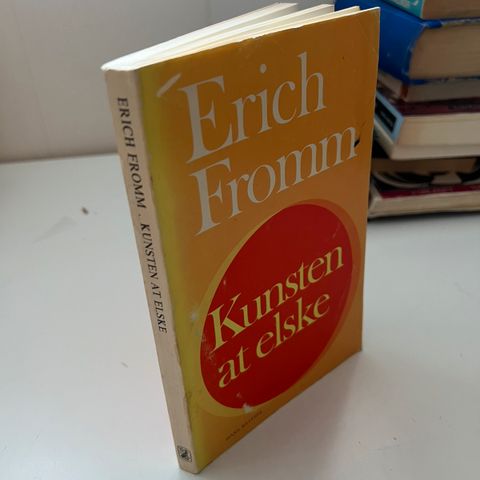 Erich
Fromm
Kunsten
at elske
ERICH FROMM . KUNSTEN AT ELSKE